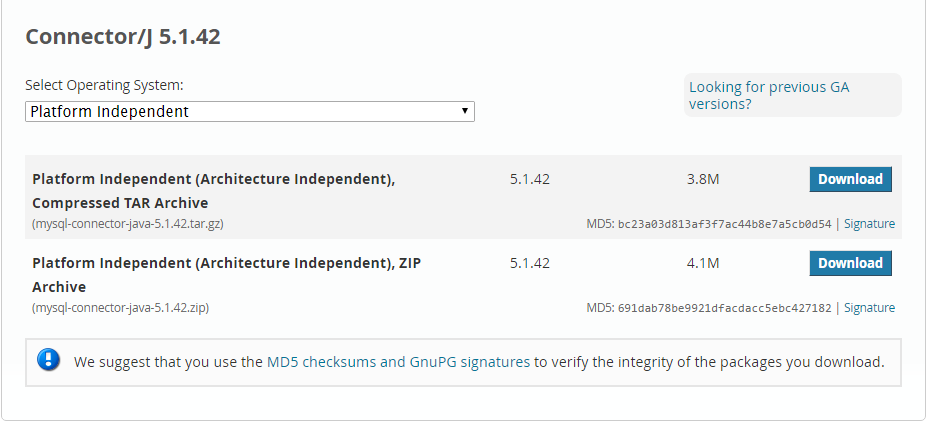 Connector/J 5.1.42
Select Operating System:
Platform Independent
Looking for previous GA
versions?
Platform Independent (Architecture Independent),
Compressed TAR Archive
5.1.42
3.8M
Download
(mysql-connector-java-5.1.42.tar.gz)
MD5: bc23a03d813af3f7ac44b8e7a5cb0d54 | Signature
Platform Independent (Architecture Independent), ZIP
Archive
5.1.42
4.1M
Download
(mysql-connector-java-5.1.42.zip)
MD5: 691dab78be9921dfacdacc5ebc427182 | Signature
We suggest that you use the MD5 checksums and GnuPG signatures to verify the integrity of the packages you download.